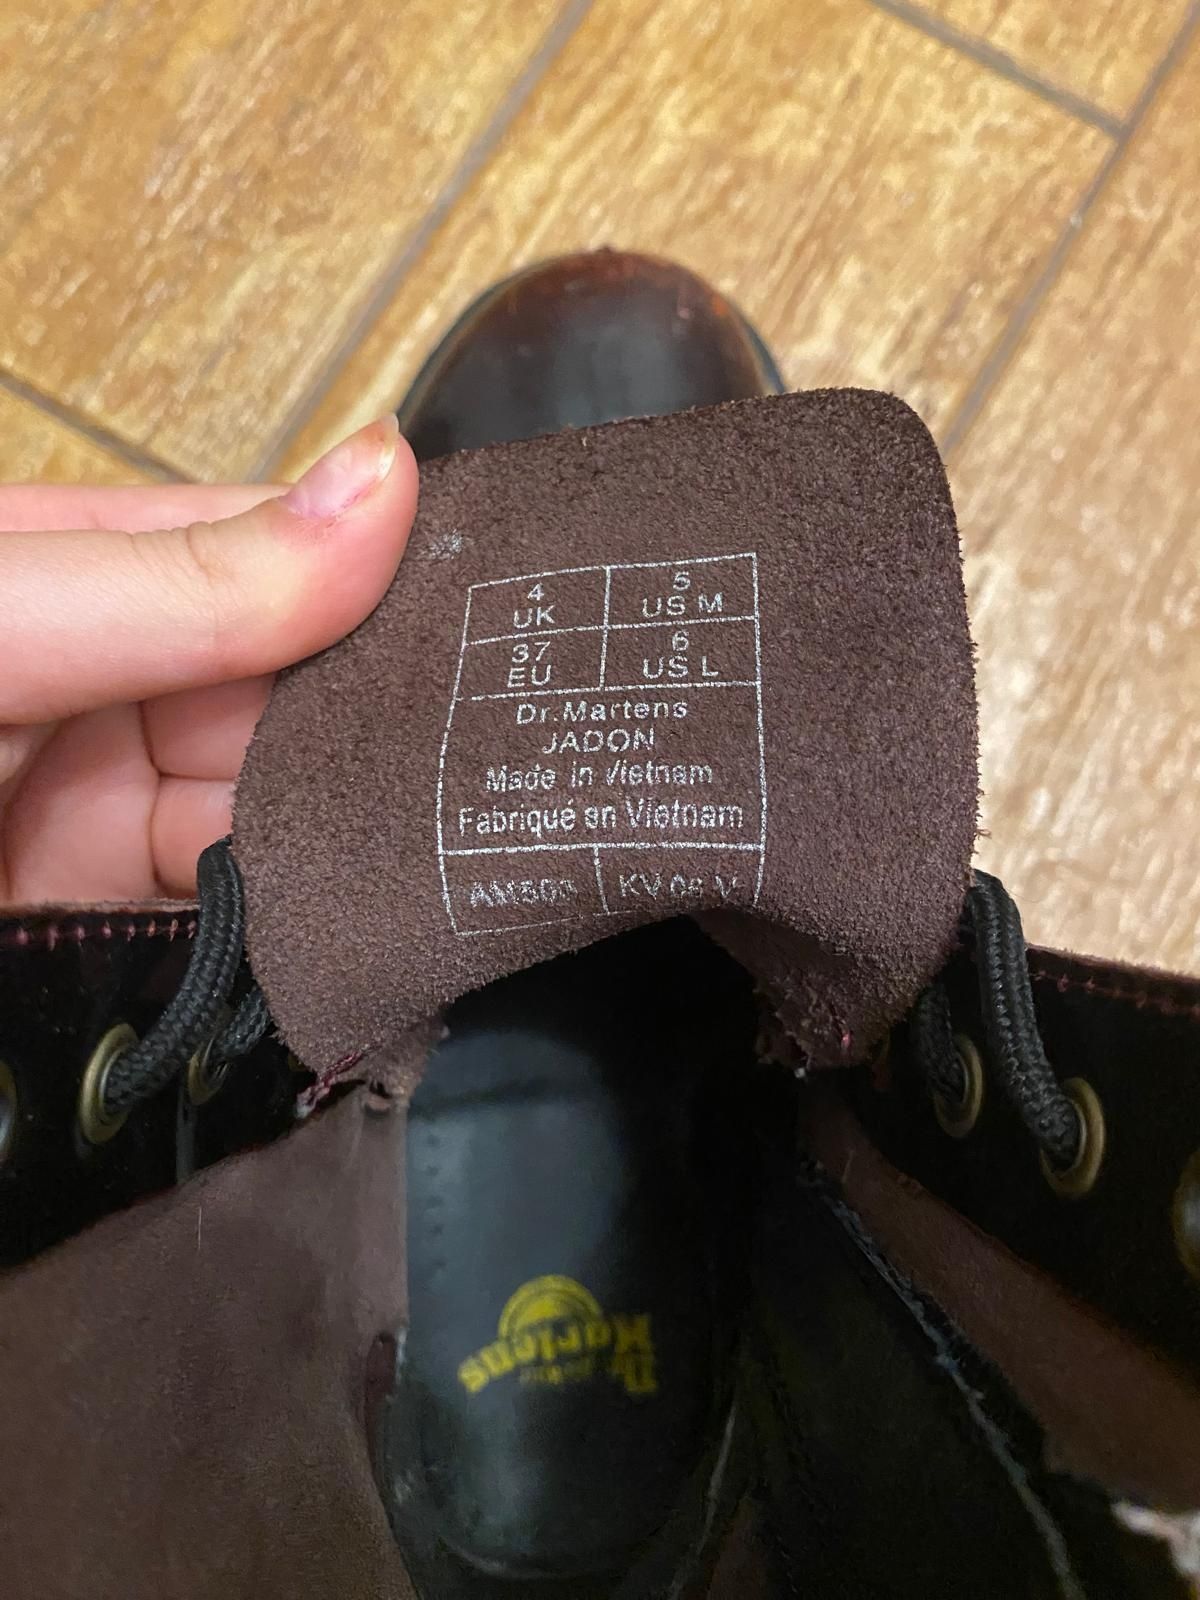 4 UK
5 US M
37 EU
6 US L
Dr.Martens
JADON
Made in Vietnam
Fabriqué en Vietnam
KV
Dr.
Martens